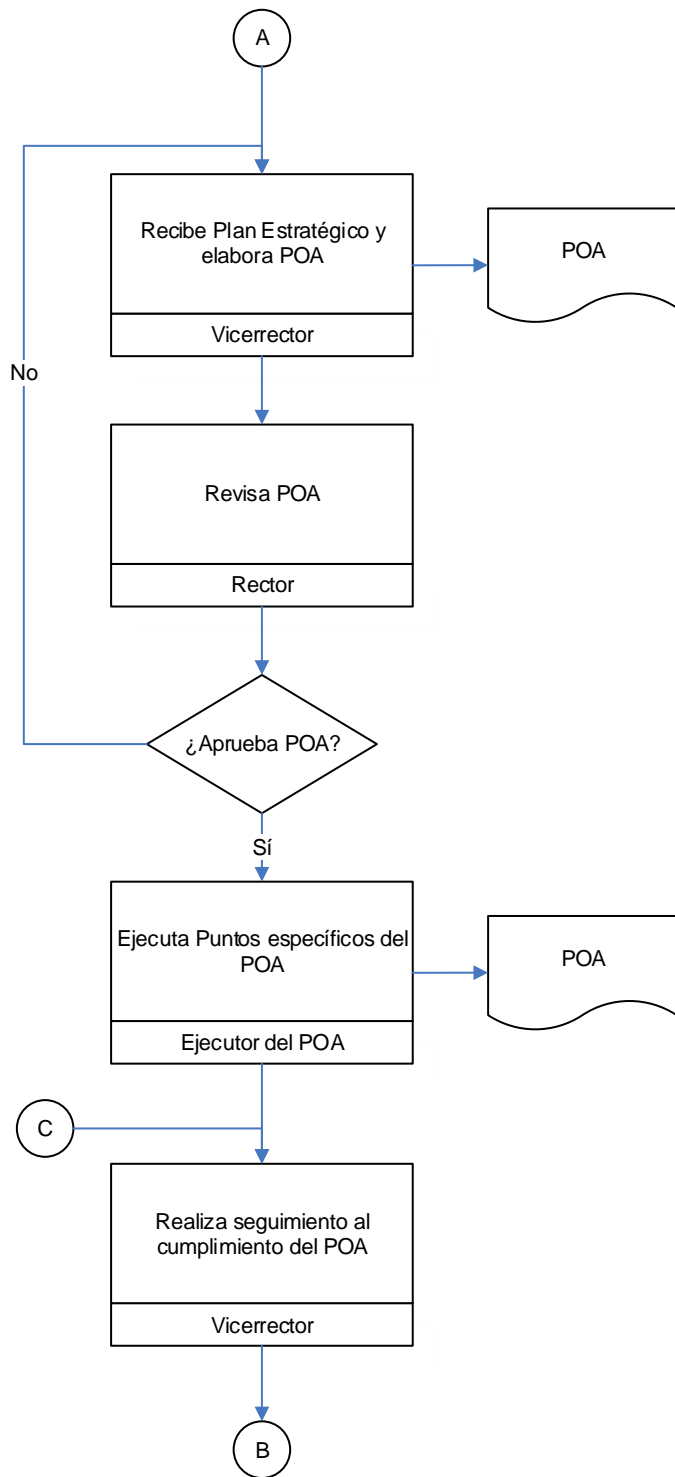 A
Recibe Plan Estratégico y
elabora POA
POA
Vicerrector
No
Revisa POA
Rector
¿Aprueba POA?
Sí
Ejecuta Puntos específicos del
POA
POA
Ejecutor del POA
C
Realiza seguimiento al
cumplimiento del POA
Vicerrector
B